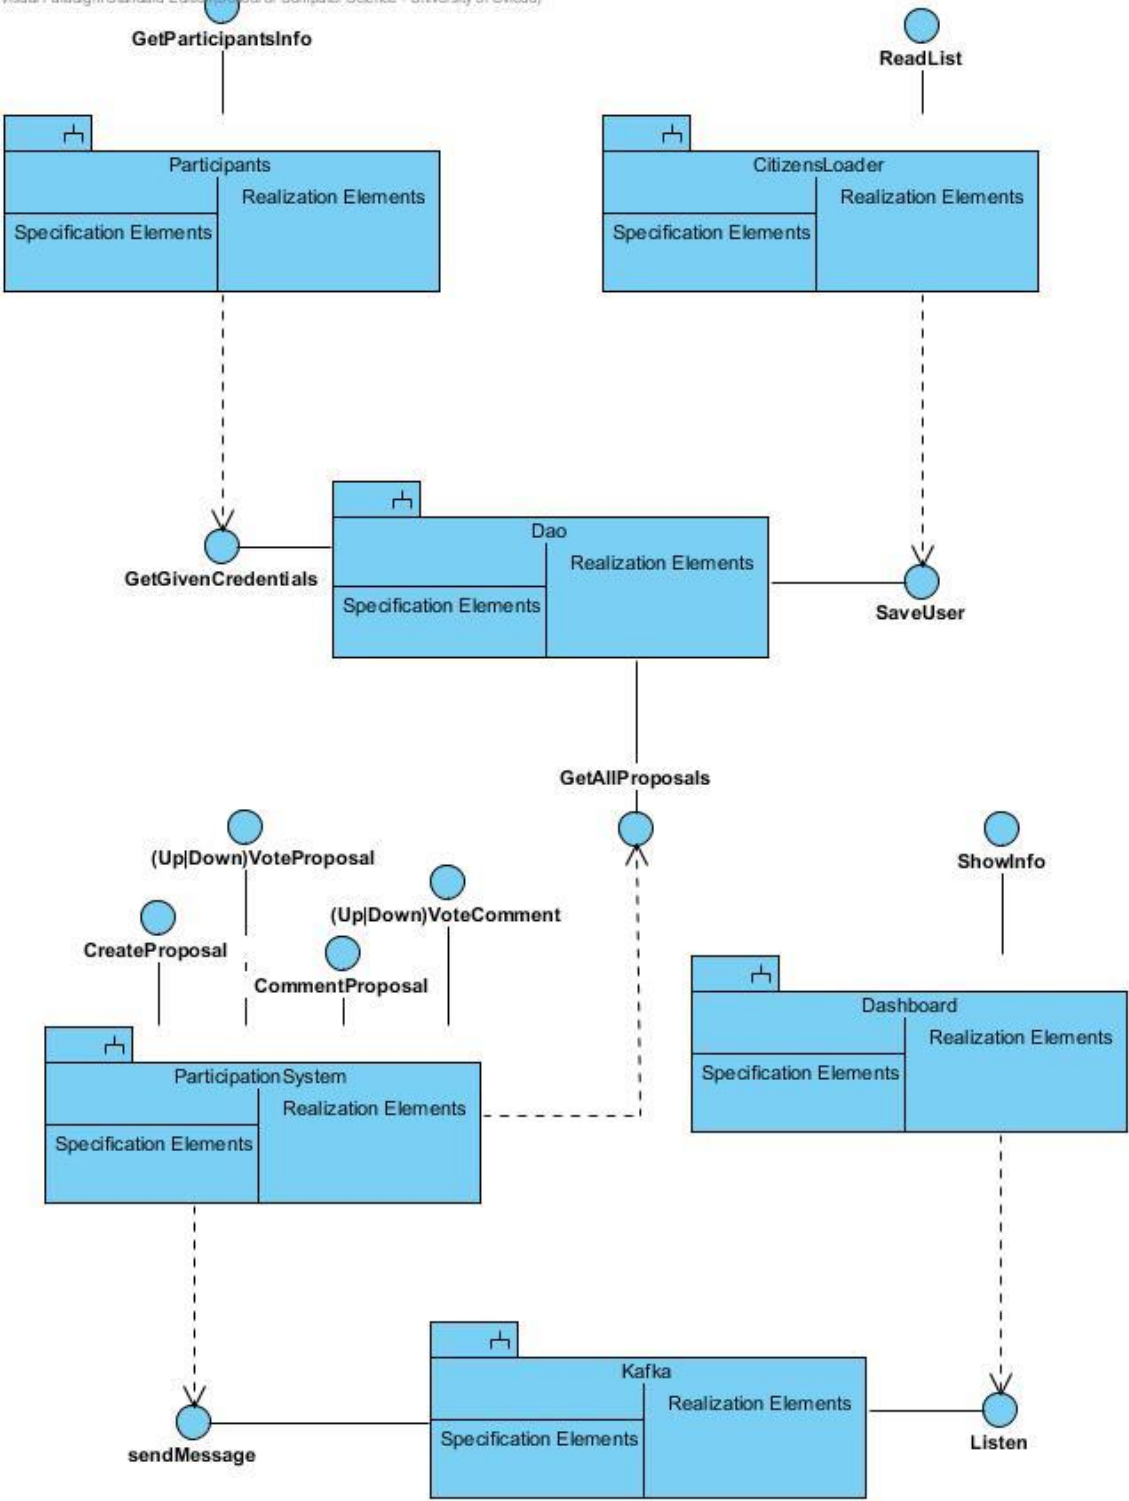 GetParticipantsInfo
ReadList
Participants
Realization Elements
Specification Elements
CitizensLoader
Realization Elements
Specification Elements
GetGivenCredentials
Dao
Realization Elements
Specification Elements
SaveUser
GetAllProposals
(Up|Down)VoteProposal
ShowInfo
(Up|Down)VoteComment
CreateProposal
CommentProposal
Dashboard
Realization Elements
Specification Elements
ParticipationSystem
Realization Elements
Specification Elements
Kafka
Realization Elements
Specification Elements
sendMessage
Listen